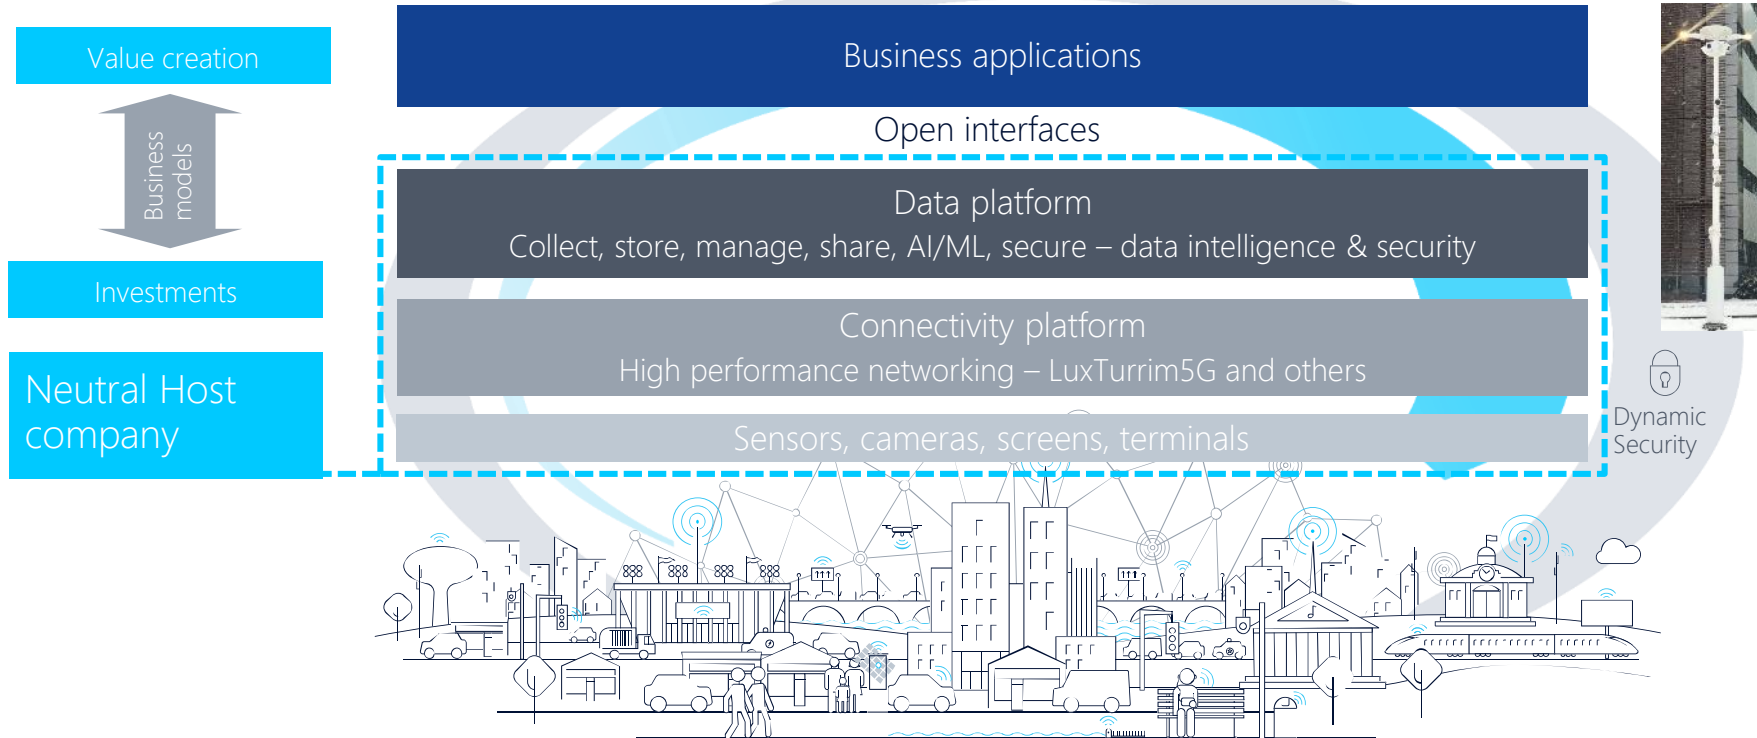 Value creation
Business
models
Investments
Neutral Host
company
Business applications
Open interfaces
Data platform
Collect, store, manage, share, AI/ML, secure – data intelligence & security
Connectivity platform
High performance networking – LuxTurrim5G and others
Sensors, cameras, screens, terminals
Dynamic
Security